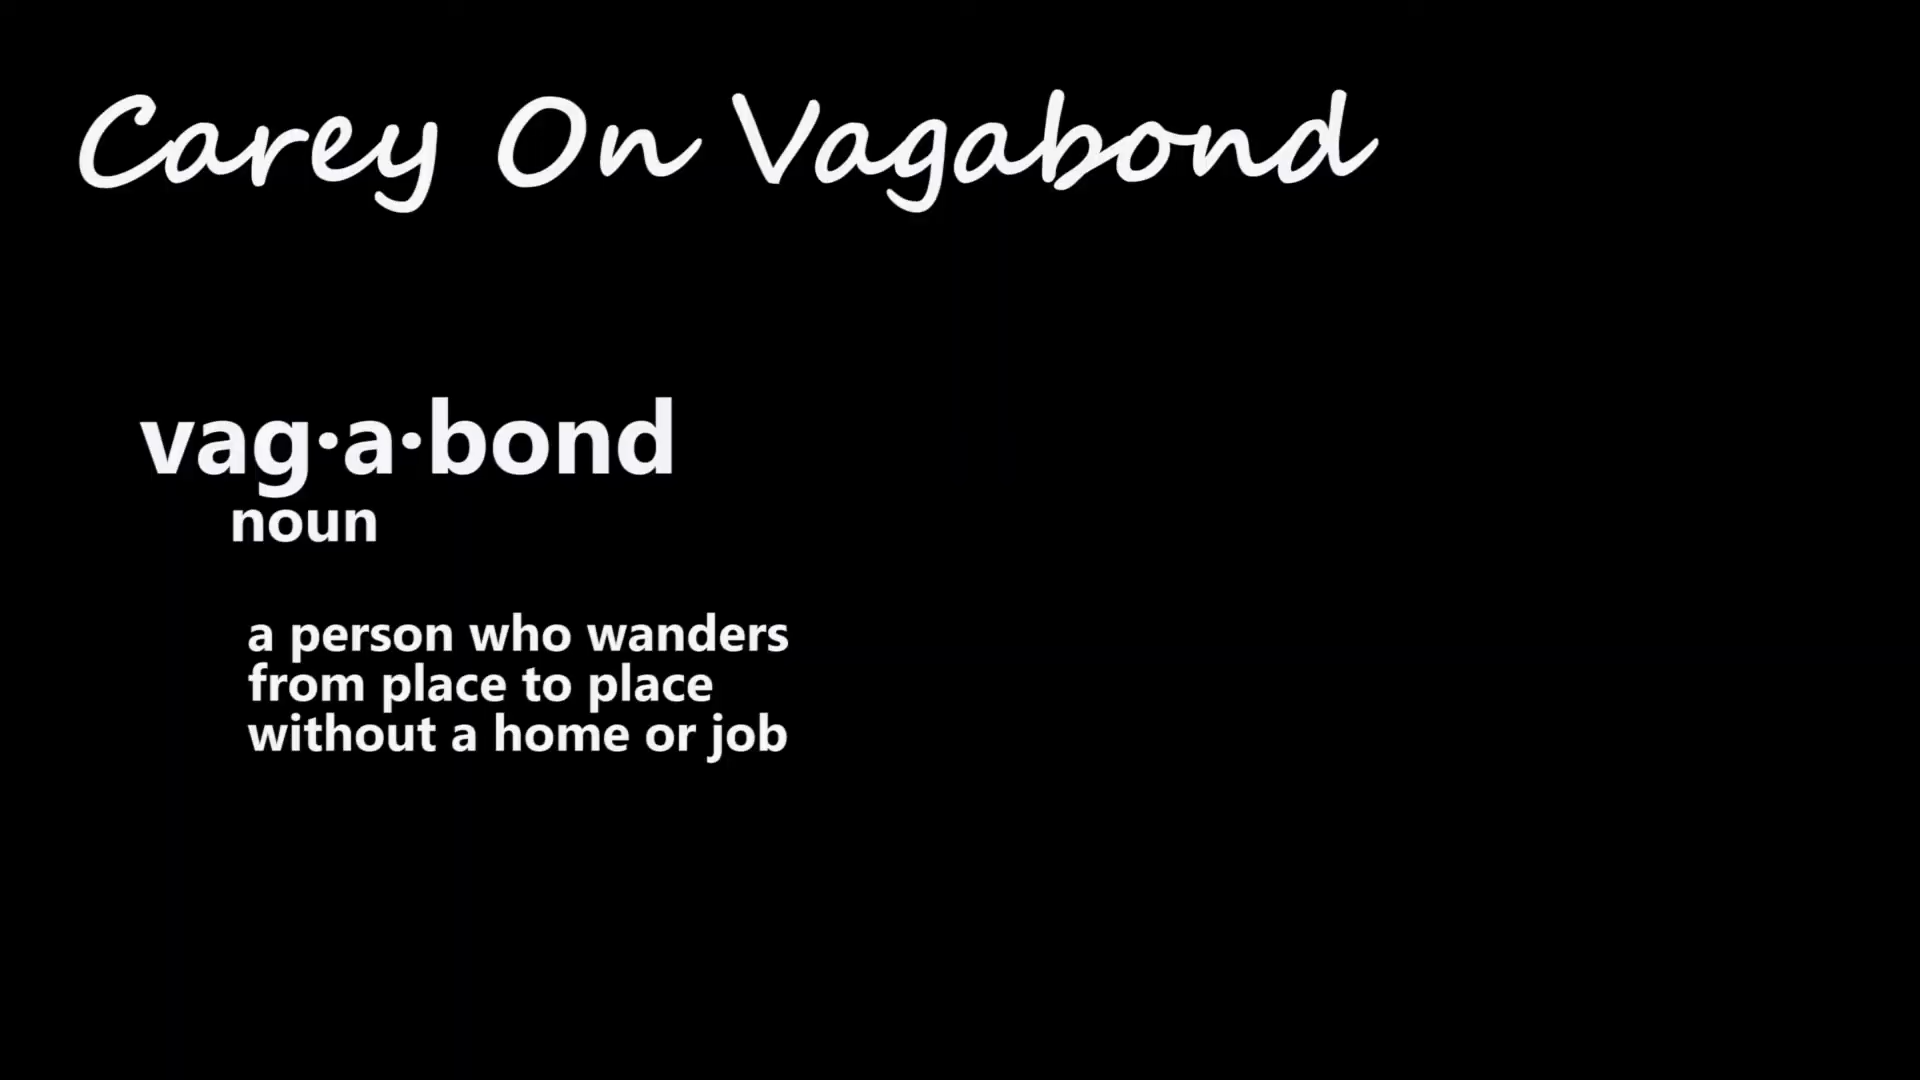 Carey On Vagabond
vag·a·bond
noun
a person who wanders
from place to place
without a home or job